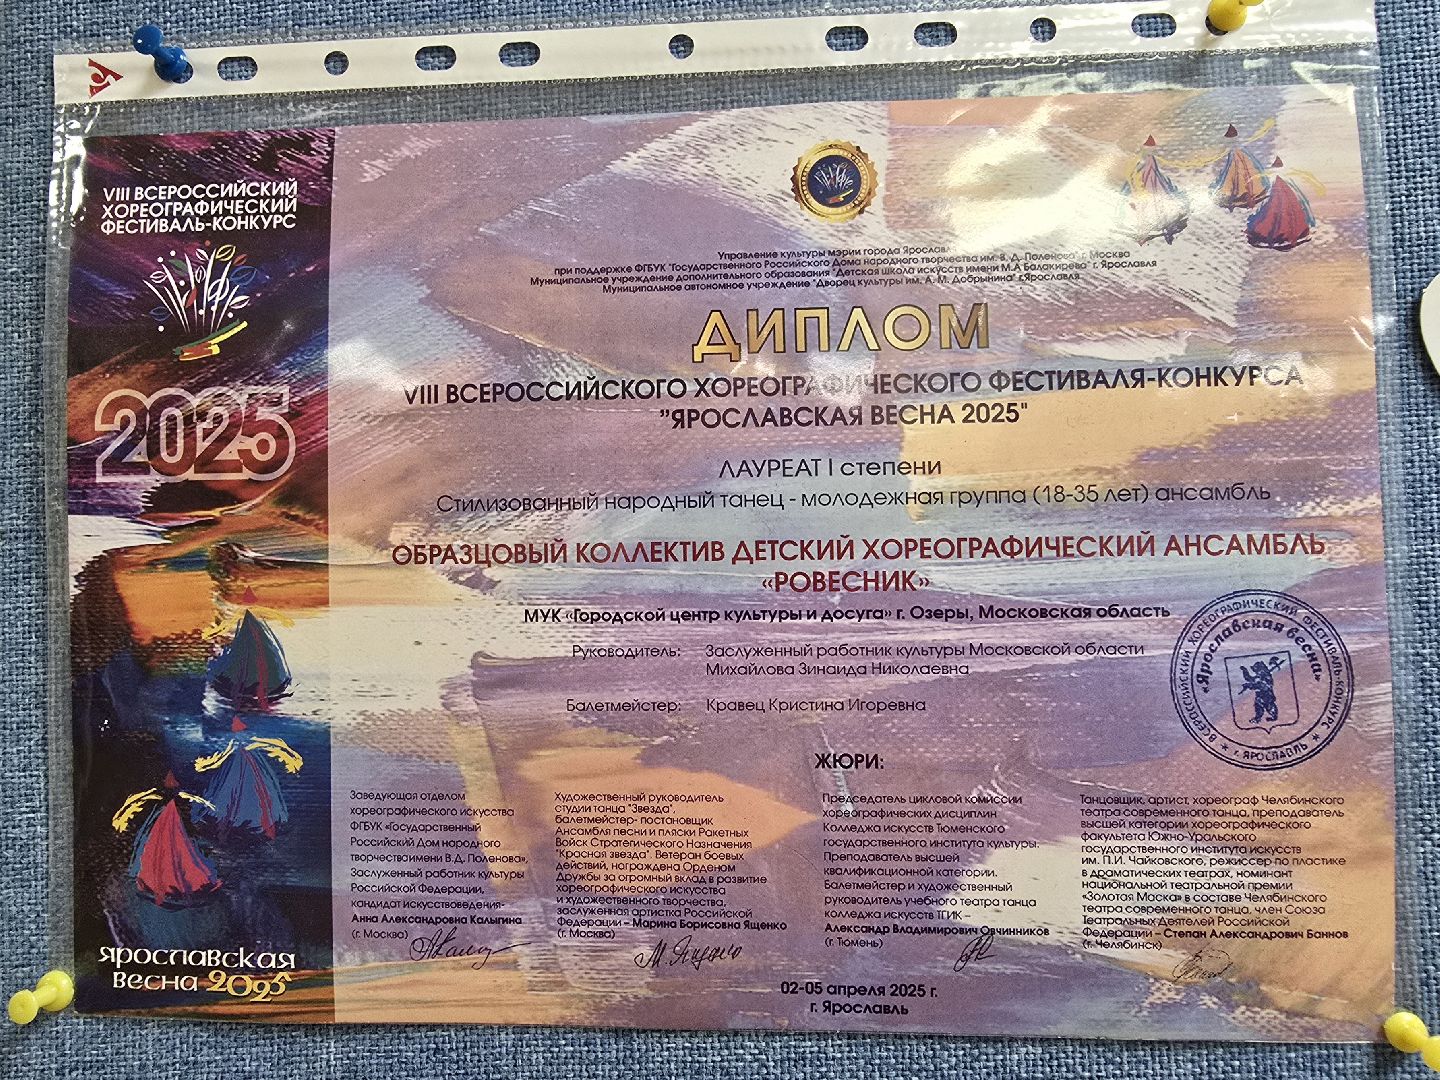 VIII ВСЕРОССИЙСКИЙ
ХОРЕОГРАФИЧЕСКИЙ
ФЕСТИВАЛЬ-КОНКУРС
2025
ярославская
весна 2025
Управление культуры мэрии города Ярославля
при поддержке ФГБУК "Государственного Российского Дома народного творчества им. В. Д. Поленова" г. Москва
Муниципальное учреждение дополнительного образования "Детская школа искусств имени М.А Балакирева" г. Ярославля
Муниципальное автономное учреждение "Дворец культуры им. А. М. Добрынина" г.Ярославля
ДИПЛОМ
VIII ВСЕРОССИЙСКОГО ХОРЕОГРАФИЧЕСКОГО ФЕСТИВАЛЯ-КОНКУРСА
"ЯРОСЛАВСКАЯ ВЕСНА 2025"
ЛАУРЕАТ I степени
Стилизованный народный танец - молодежная группа (18-35 лет) ансамбль
ОБРАЗЦОВЫЙ КОЛЛЕКТИВ ДЕТСКИЙ ХОРЕОГРАФИЧЕСКИЙ АНСАМБЛЬ
«РОВЕСНИК»
МУК «Городской центр культуры и досуга» г. Озеры, Московская область
Руководитель: Заслуженный работник культуры Московской области
Михайлова Зинаида Николаевна
Балетмейстер: Кравец Кристина Игоревна
ВСЕРОССИЙСКИЙ ХОРЕОГРАФИЧЕСКИЙ ФЕСТИВАЛЬ-КОНКУРС
«Ярославская весна»
г. ЯРОСЛАВЛЬ
ЖЮРИ:
Заведующая отделом
хореографического искусства
ФГБУК «Государственный
Российский Дом народного
творчества имени В.Д. Поленова»,
Заслуженный работник культуры
Российской Федерации,
кандидат искусствоведения-
Анна Александровна Калыгина
(г. Москва)
Художественный руководитель
студии танца "Звезда",
балетмейстер- постановщик
Ансамбля песни и пляски Ракетных
Войск Стратегического Назначения
"Красная звезда". Ветеран боевых
действий, награждена Орденом
Дружбы за огромный вклад в развитие
хореографического искусства
и художественного творчества,
заслуженная артистка Российской
Федерации – Марина Борисовна Ященко
(г. Москва)
Председатель цикловой комиссии
хореографических дисциплин
Колледжа искусств Тюменского
государственного института культуры.
Преподаватель высшей
квалификационной категории.
Балетмейстер и художественный
руководитель учебного театра танца
колледжа искусств ТГИК –
Александр Владимирович Овчинников
(г. Тюмень)
Танцовщик, артист, хореограф Челябинского
театра современного танца, преподаватель
высшей категории хореографического
факультета Южно-Уральского
государственного института искусств
им. П.И. Чайковского, режиссер по пластике
в драматических театрах, номинант
национальной театральной премии
«Золотая Маска» в составе Челябинского
театра современного танца, член Союза
Театральных Деятелей Российской
Федерации – Степан Александрович Баннов
(г. Челябинск)
02-05 апреля 2025 г.
г. Ярославль